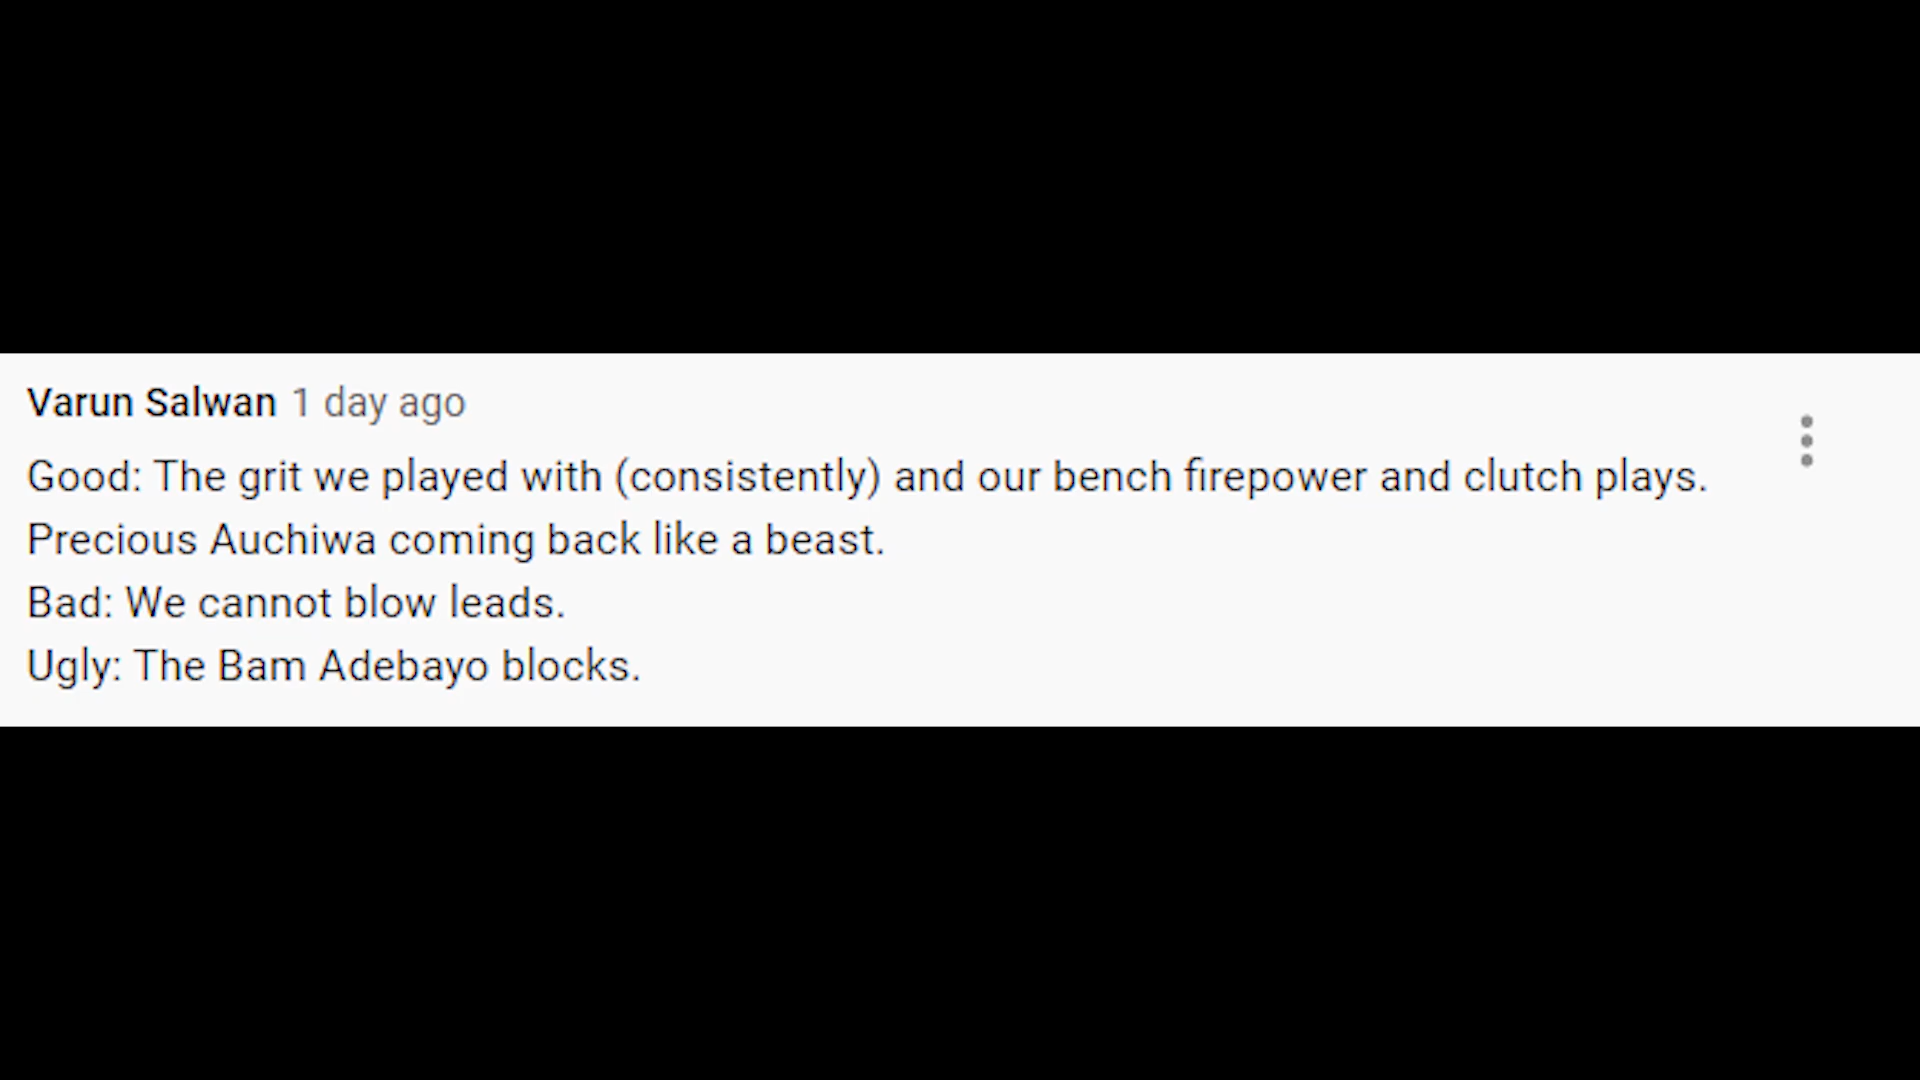 Varun Salwan 1 day ago
Good: The grit we played with (consistently) and our bench firepower and clutch plays.
Precious Auchiwa coming back like a beast.
Bad: We cannot blow leads.
Ugly: The Bam Adebayo blocks.